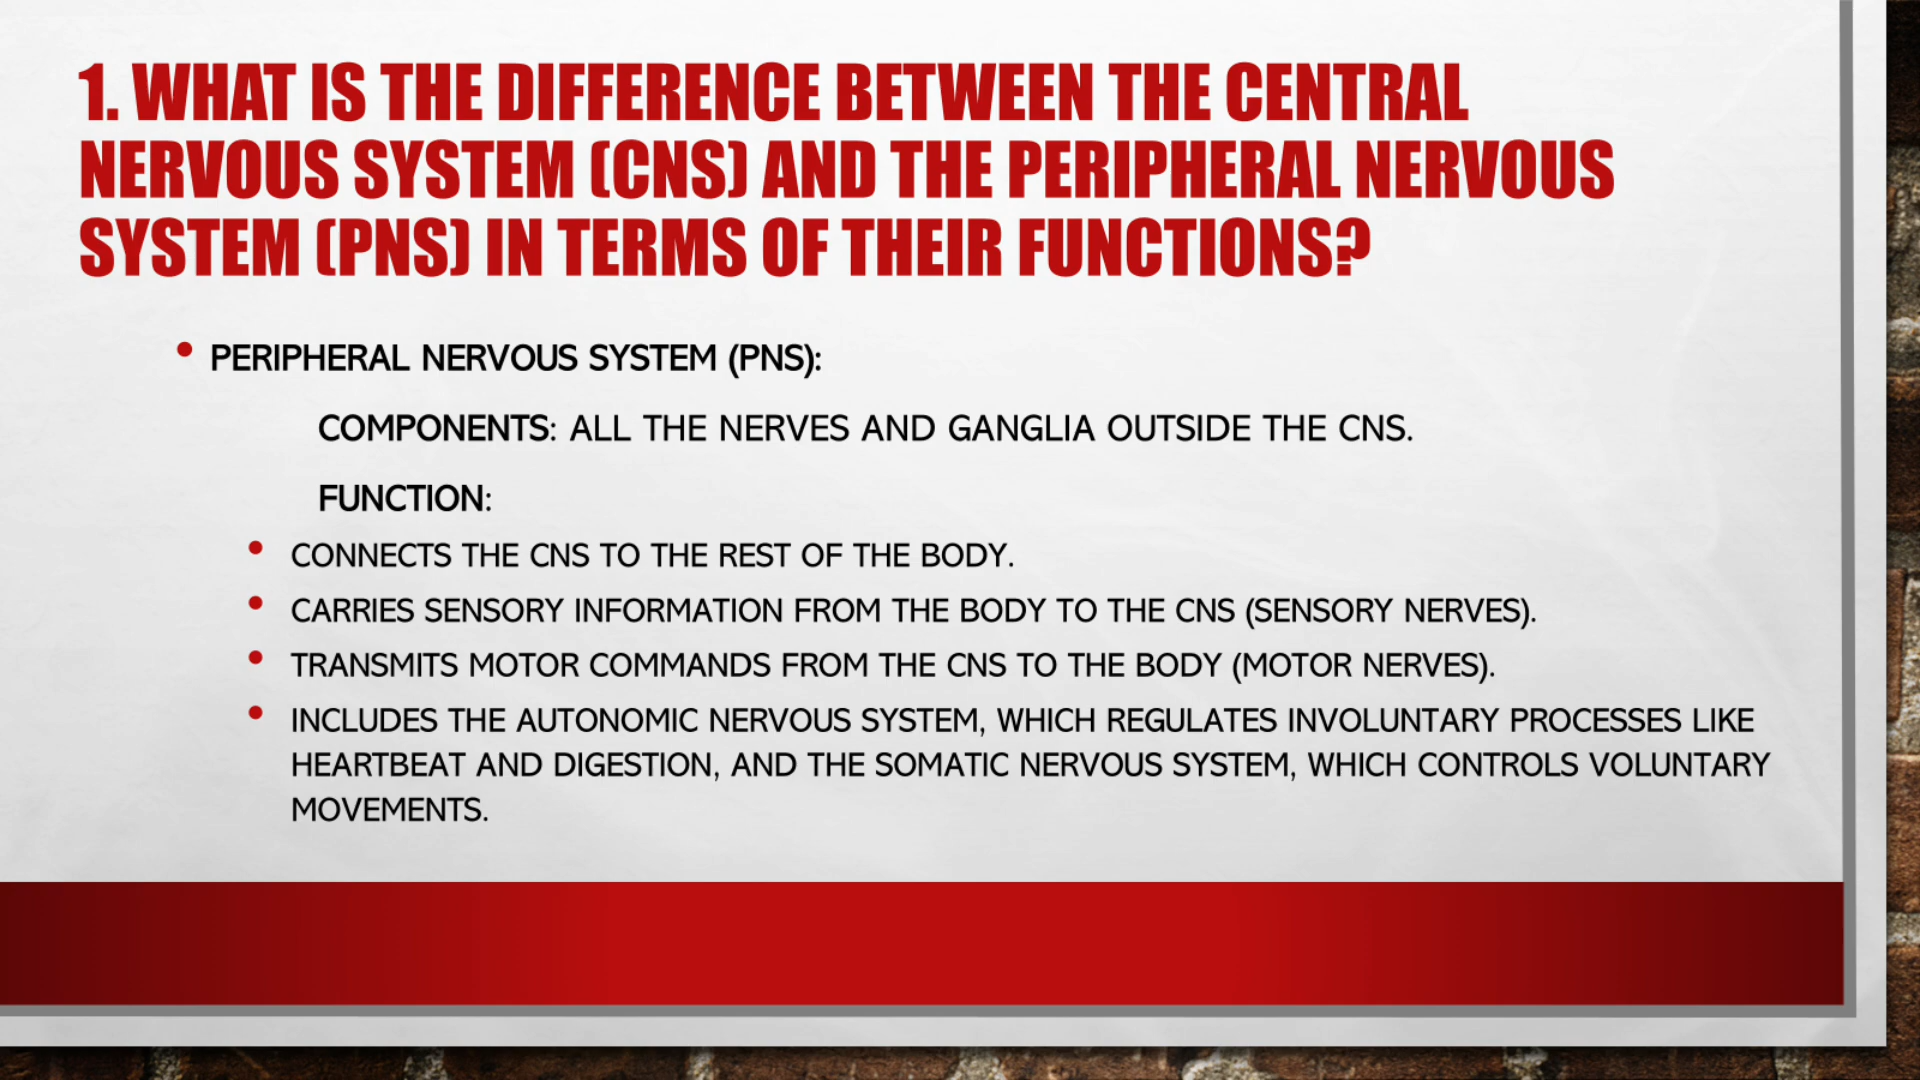 1. WHAT IS THE DIFFERENCE BETWEEN THE CENTRAL
NERVOUS SYSTEM (CNS) AND THE PERIPHERAL NERVOUS
SYSTEM (PNS) IN TERMS OF THEIR FUNCTIONS?
• PERIPHERAL NERVOUS SYSTEM (PNS):
COMPONENTS: ALL THE NERVES AND GANGLIA OUTSIDE THE CNS.
FUNCTION:
• CONNECTS THE CNS TO THE REST OF THE BODY.
• CARRIES SENSORY INFORMATION FROM THE BODY TO THE CNS (SENSORY NERVES).
• TRANSMITS MOTOR COMMANDS FROM THE CNS TO THE BODY (MOTOR NERVES).
• INCLUDES THE AUTONOMIC NERVOUS SYSTEM, WHICH REGULATES INVOLUNTARY PROCESSES LIKE
HEARTBEAT AND DIGESTION, AND THE SOMATIC NERVOUS SYSTEM, WHICH CONTROLS VOLUNTARY
MOVEMENTS.